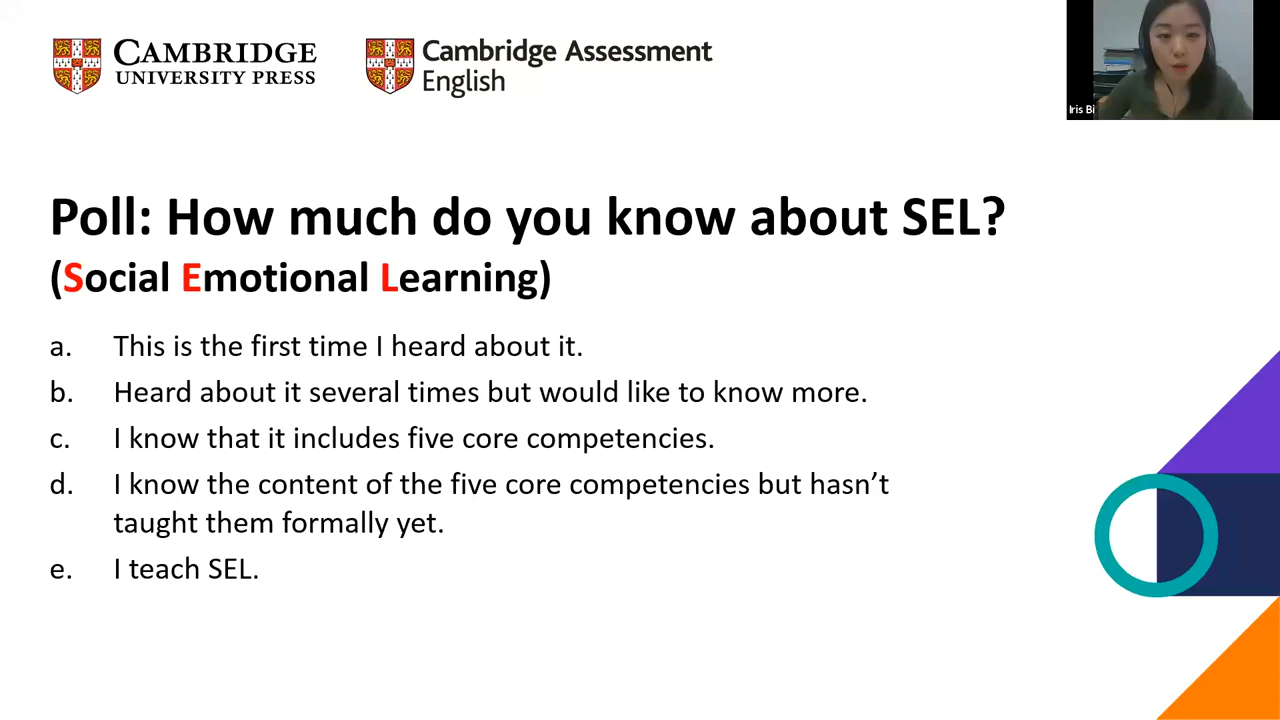 CAMBRIDGE
UNIVERSITY PRESS
Cambridge Assessment
English
Iris Bi
Poll: How much do you know about SEL?
(Social Emotional Learning)
a. This is the first time I heard about it.
b. Heard about it several times but would like to know more.
c. I know that it includes five core competencies.
d. I know the content of the five core competencies but hasn’t
taught them formally yet.
e. I teach SEL.